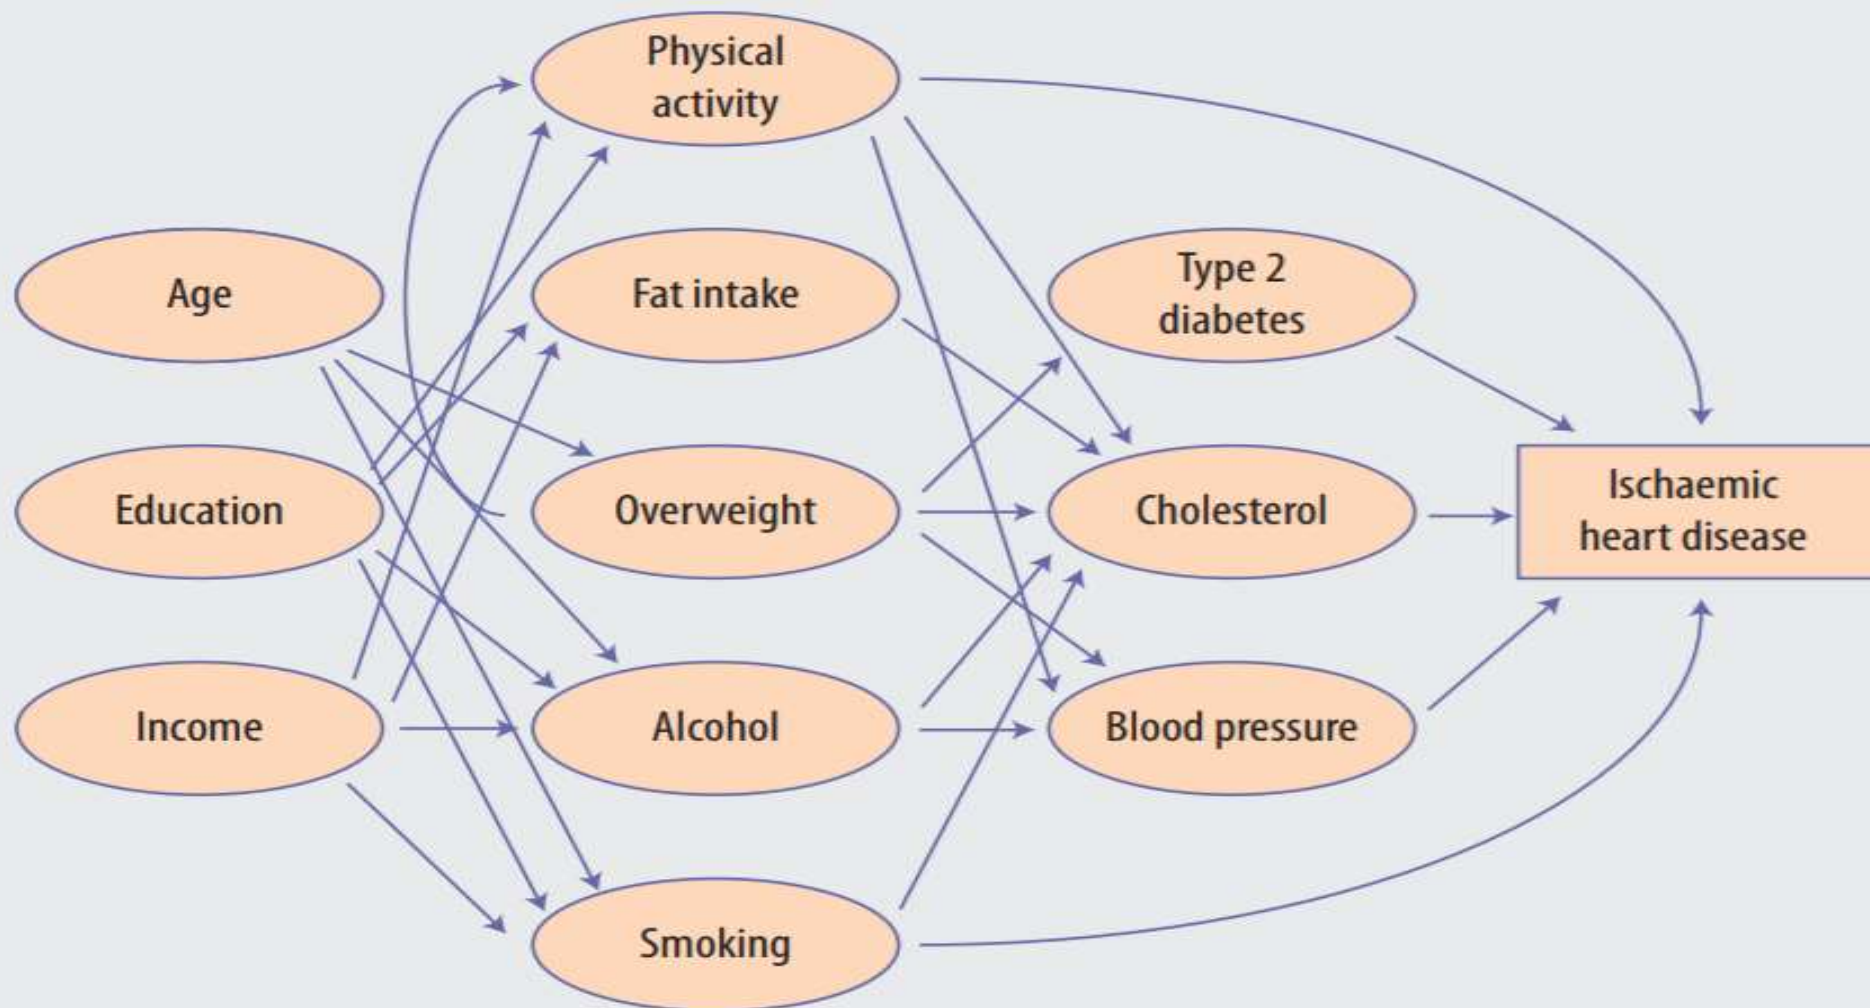 Physical
activity
Age
Fat intake
Type 2
diabetes
Education
Overweight
Cholesterol
Ischaemic
heart disease
Income
Alcohol
Blood pressure
Smoking